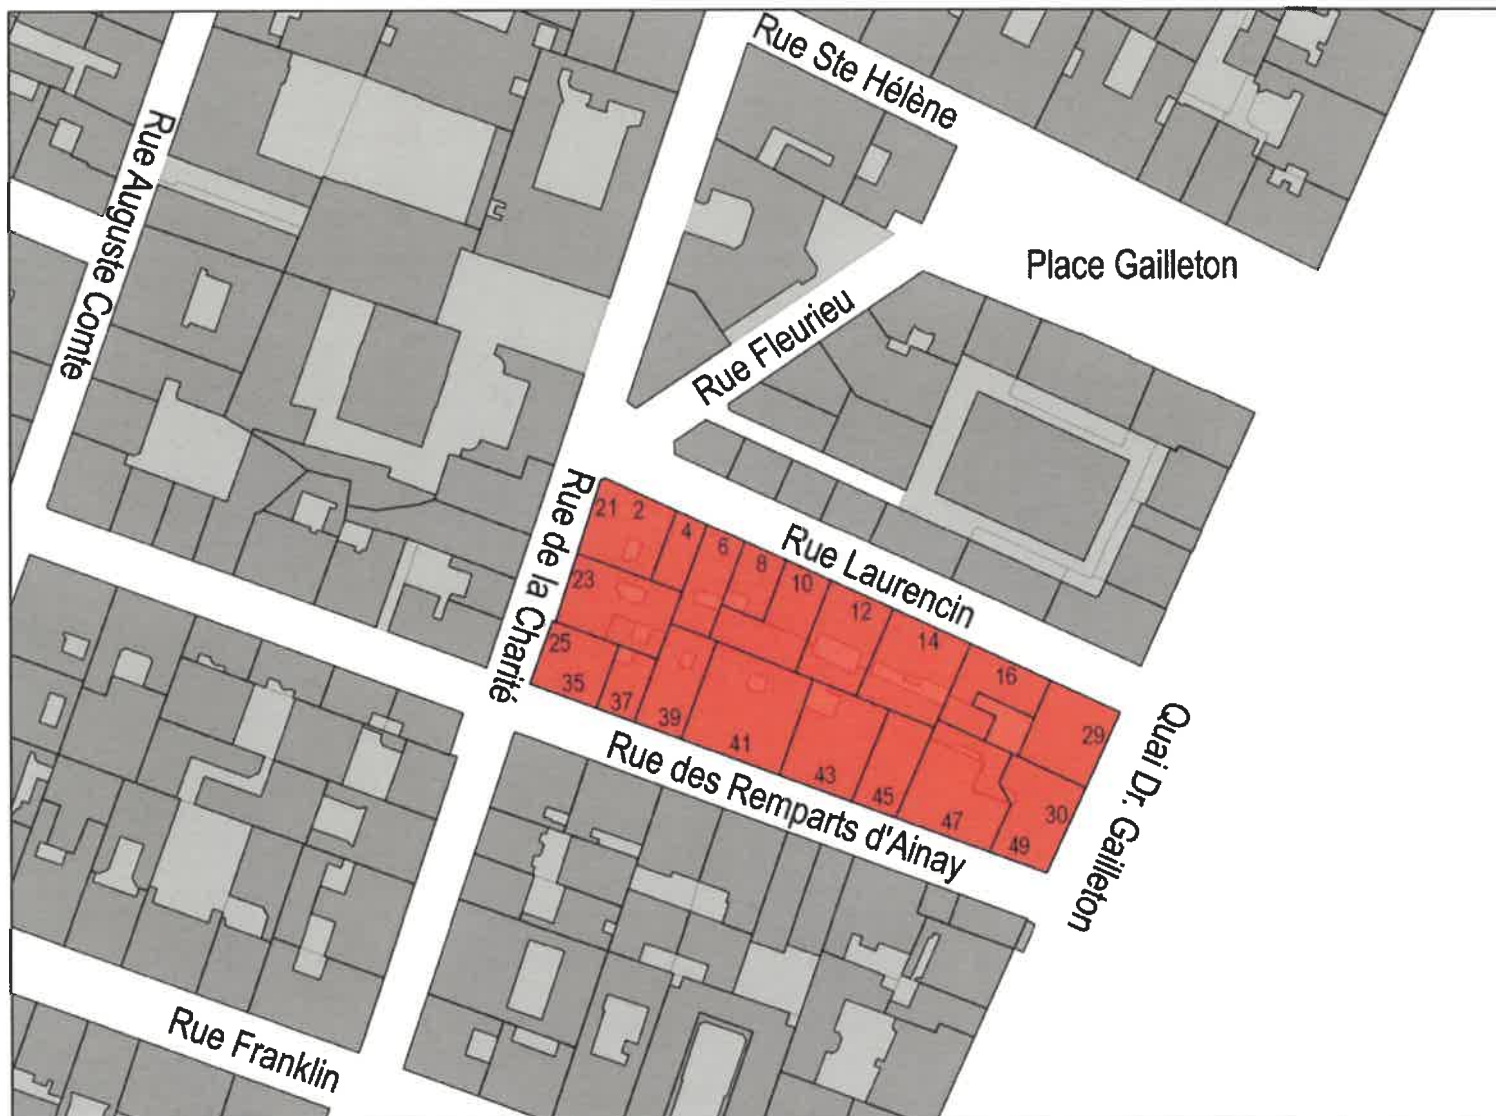 Rue Ste Hélène
Rue Auguste Comte
Place Gailleton
Rue Fleurieu
Rue de la Charité
Rue Laurencin
21 2 4 6 8 10 12 14 16
23
25
29
30
35 37 39 41 43 45 47 49
Rue des Remparts d'Ainay
Quai Dr. Gailleton
Rue Franklin